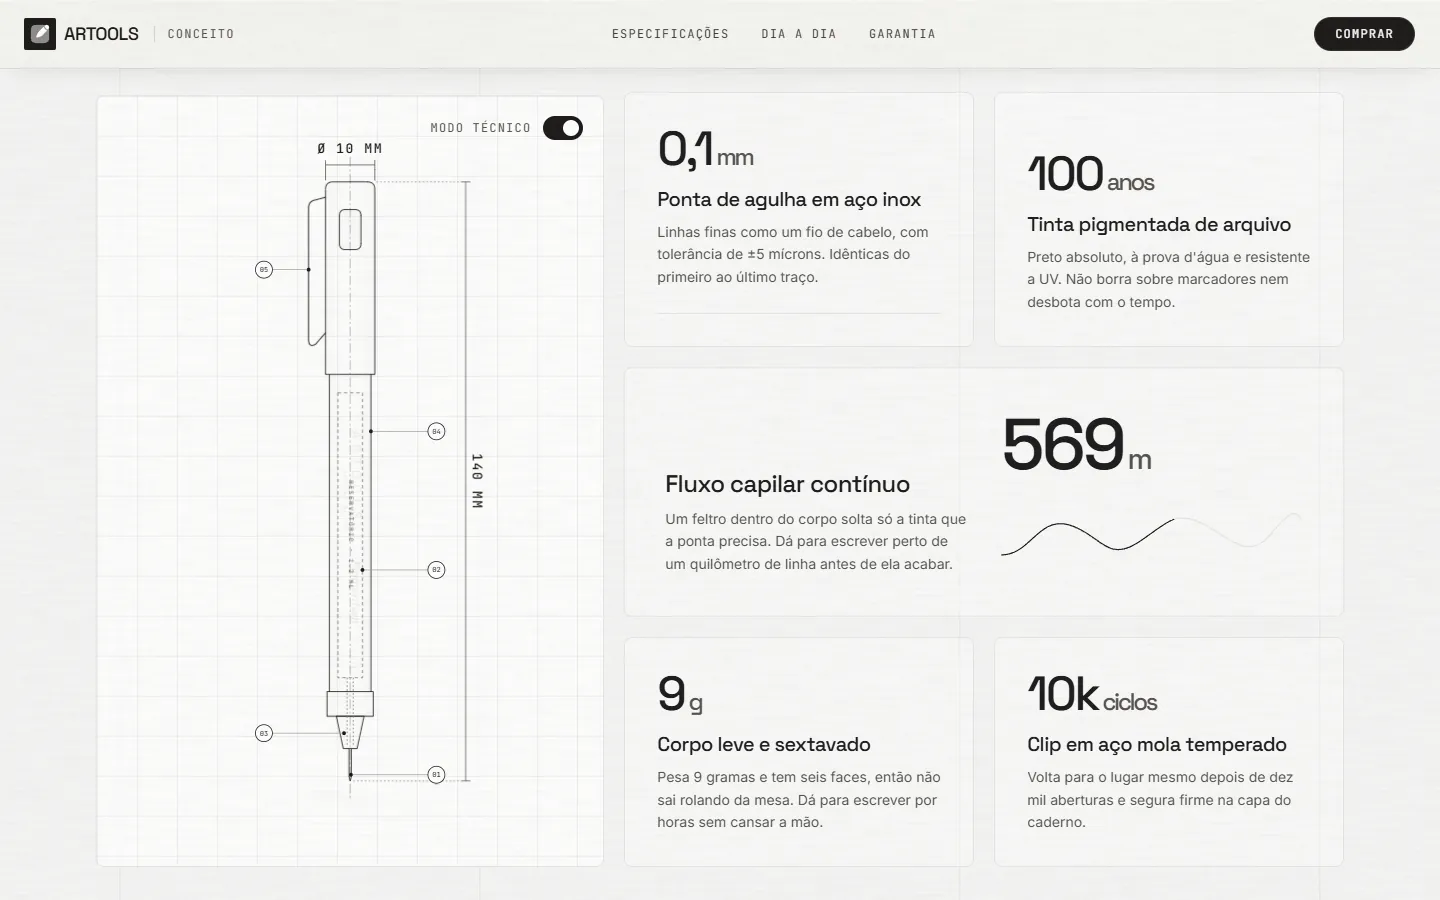 ARTOOLS
CONCEITO
ESPECIFICAÇÕES
DIA A DIA
GARANTIA
COMPRAR
MODO TÉCNICO
Ø 10 MM
05
04
140 MM
02
03
01
0,1 mm
Ponta de agulha em aço inox
Linhas finas como um fio de cabelo, com
tolerância de ±5 mícrons. Idênticas do
primeiro ao último traço.
100 anos
Tinta pigmentada de arquivo
Preto absoluto, à prova d'água e resistente
a UV. Não borra sobre marcadores nem
desbota com o tempo.
Fluxo capilar contínuo
Um feltro dentro do corpo solta só a tinta que
a ponta precisa. Dá para escrever perto de
um quilômetro de linha antes de ela acabar.
569 m
9 g
Corpo leve e sextavado
Pesa 9 gramas e tem seis faces, então não
sai rolando da mesa. Dá para escrever por
horas sem cansar a mão.
10k ciclos
Clip em aço mola temperado
Volta para o lugar mesmo depois de dez
mil aberturas e segura firme na capa do
caderno.